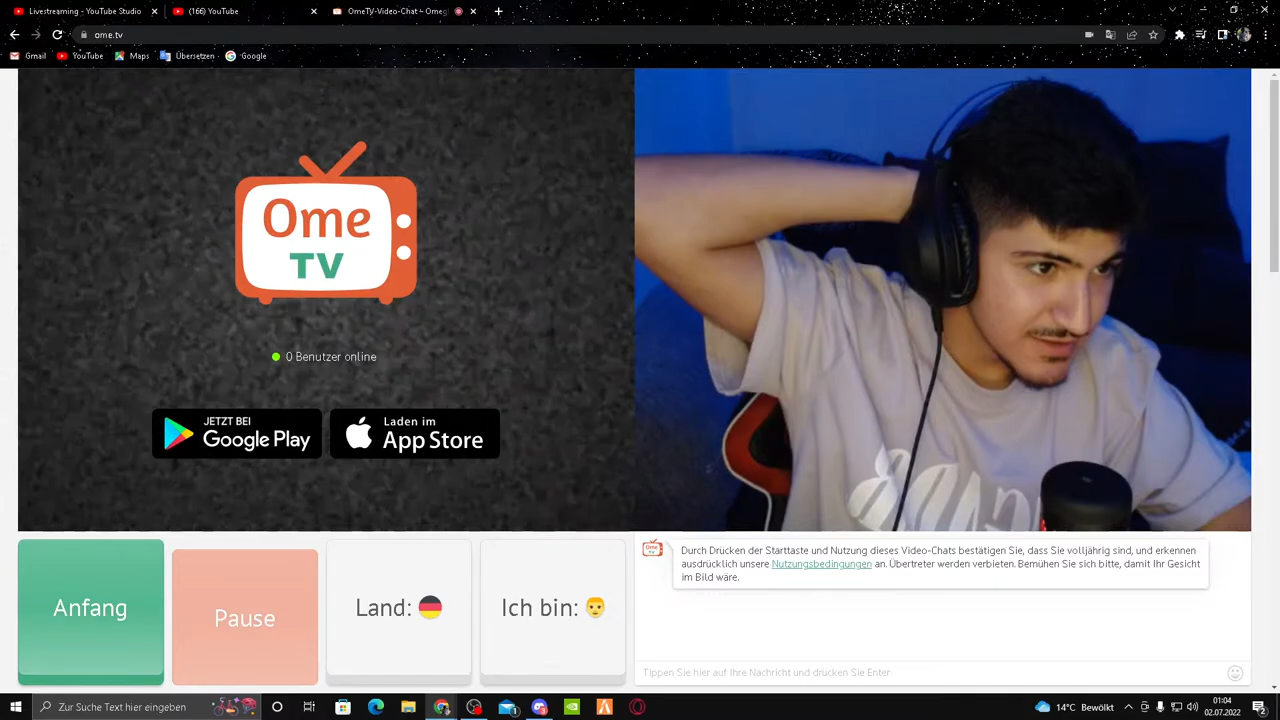 Livestreaming - YouTube Studio
(166) YouTube
OmeTV-Video-Chat – Omeg
ome.tv
Gmail
YouTube
Maps
Übersetzen
Google
Ome
TV
0 Benutzer online
JETZT BEI
Google Play
Laden im
App Store
Anfang
Pause
Land:
Ich bin:
Ome
TV
Durch Drücken der Starttaste und Nutzung dieses Video-Chats bestätigen Sie, dass Sie volljährig sind, und erkennen
ausdrücklich unsere Nutzungsbedingungen an. Übertreter werden verbieten. Bemühen Sie sich bitte, damit Ihr Gesicht
im Bild wäre.
Tippen Sie hier auf Ihre Nachricht und drücken Sie Enter
Zur Suche Text hier eingeben
14°C Bewölkt
01:04
02.07.2022